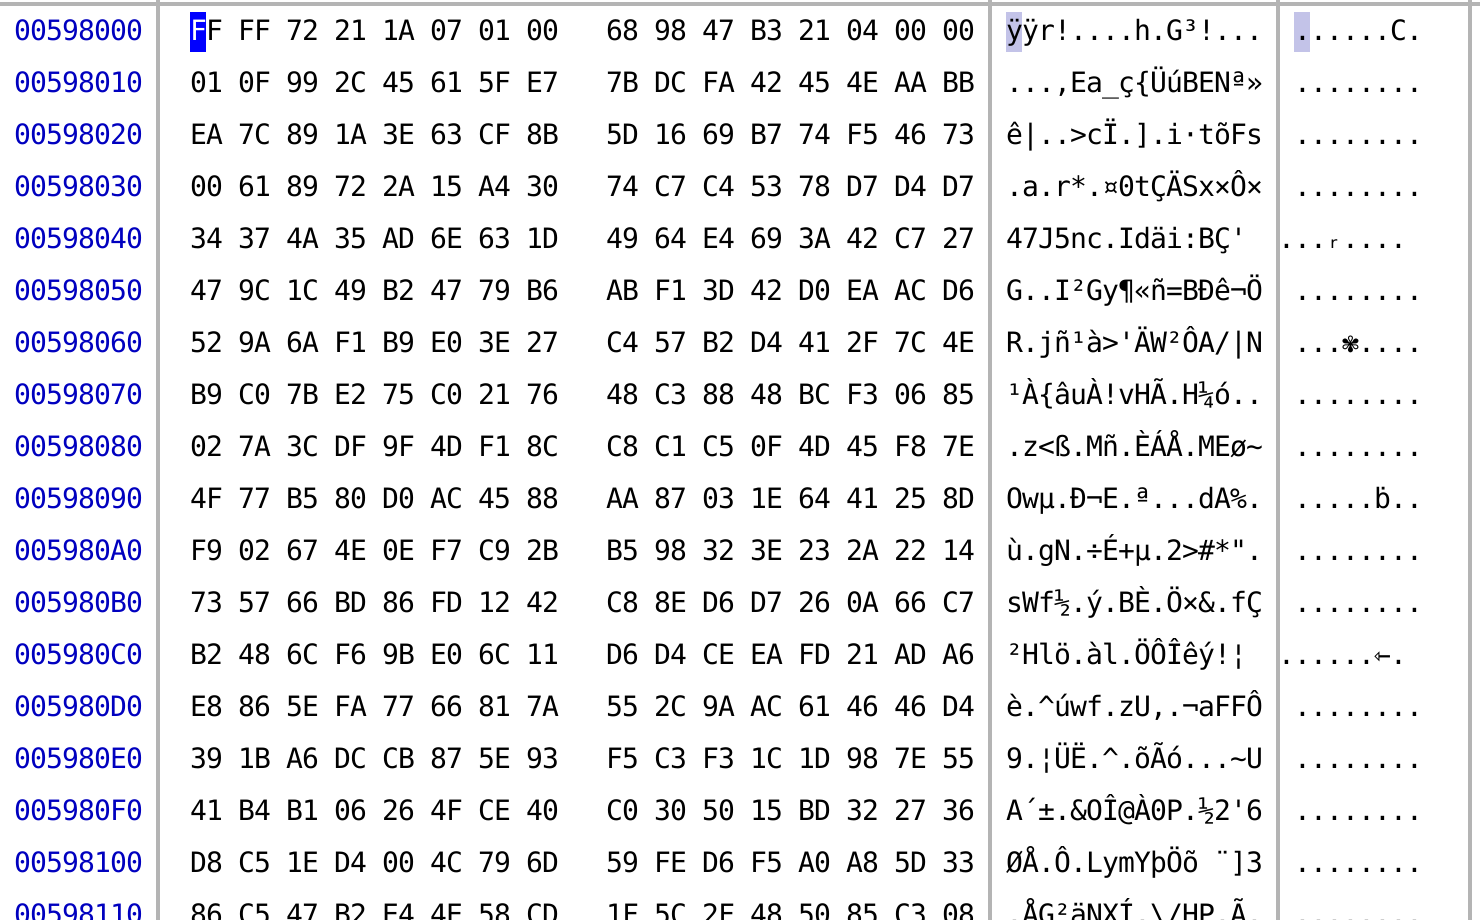 00598000 FF FF 72 21 1A 07 01 00 68 98 47 B3 21 04 00 00 ÿÿr!....h.G³!... ......C.
00598010 01 0F 99 2C 45 61 5F E7 7B DC FA 42 45 4E AA BB ...,Ea_ç{ÜúBENª» ........
00598020 EA 7C 89 1A 3E 63 CF 8B 5D 16 69 B7 74 F5 46 73 ê|..>cÏ.].i·tõFs ........
00598030 00 61 89 72 2A 15 A4 30 74 C7 C4 53 78 D7 D4 D7 .a.r*.¤0tÇÄSx×Ô× ........
00598040 34 37 4A 35 AD 6E 63 1D 49 64 E4 69 3A 42 C7 27 47J5nc.Idäi:BÇ' ...r....
00598050 47 9C 1C 49 B2 47 79 B6 AB F1 3D 42 D0 EA AC D6 G..I²Gy¶«ñ=BÐê¬Ö ........
00598060 52 9A 6A F1 B9 E0 3E 27 C4 57 B2 D4 41 2F 7C 4E R.jñ¹à>'ÄW²ÔA/|N ...✾....
00598070 B9 C0 7B E2 75 C0 21 76 48 C3 88 48 BC F3 06 85 ¹À{âuÀ!vHÃ.H¼ó.. ........
00598080 02 7A 3C DF 9F 4D F1 8C C8 C1 C5 0F 4D 45 F8 7E .z<ß.Mñ.ÈÁÅ.MEø~ ........
00598090 4F 77 B5 80 D0 AC 45 88 AA 87 03 1E 64 41 25 8D Owµ.Ð¬E.ª...dA%. .....ḃ..
005980A0 F9 02 67 4E 0E F7 C9 2B B5 98 32 3E 23 2A 22 14 ù.gN.÷É+µ.2>#*". ........
005980B0 73 57 66 BD 86 FD 12 42 C8 8E D6 D7 26 0A 66 C7 sWf½.ý.BÈ.Ö×&.fÇ ........
005980C0 B2 48 6C F6 9B E0 6C 11 D6 D4 CE EA FD 21 AD A6 ²Hlö.àl.ÖÔÎêý!¦ ......⤝.
005980D0 E8 86 5E FA 77 66 81 7A 55 2C 9A AC 61 46 46 D4 è.^úwf.zU,.¬aFFÔ ........
005980E0 39 1B A6 DC CB 87 5E 93 F5 C3 F3 1C 1D 98 7E 55 9.¦ÜË.^.õÃó...~U ........
005980F0 41 B4 B1 06 26 4F CE 40 C0 30 50 15 BD 32 27 36 A´±.&OÎ@À0P.½2'6 ........
00598100 D8 C5 1E D4 00 4C 79 6D 59 FE D6 F5 A0 A8 5D 33 ØÅ.Ô.LymYþÖõ ¨]3 ........
00598110 86 C5 47 B2 E4 4E 58 CD 1F 5C 2F 48 50 85 C3 08 .ÅG²äNXÍ.\/HP.Ã. ........